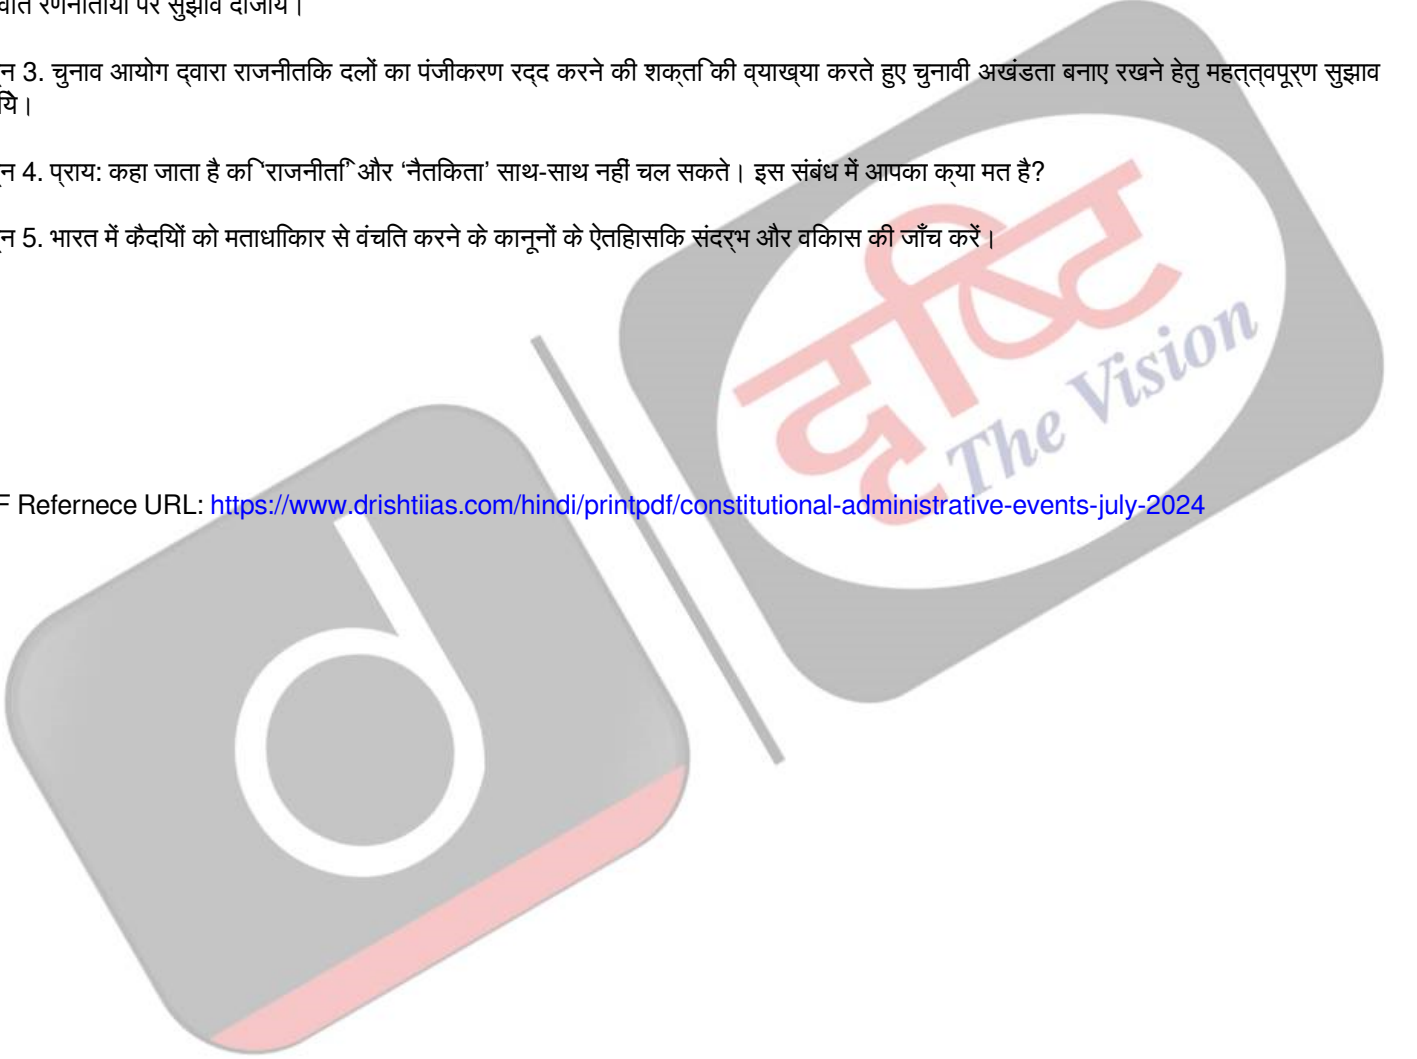 रणनीतियों पर सुझाव दीजिये।
न 3. चुनाव आयोग द्वारा राजनीतिक दलों का पंजीकरण रद्द करने की शक्ति की व्याख्या करते हुए चुनावी अखंडता बनाए रखने हेतु महत्त्वपूर्ण सुझाव
न 4. प्राय: कहा जाता है कि ‘राजनीति’ और ‘नैतिकता’ साथ-साथ नहीं चल सकते। इस संबंध में आपका क्या मत है?
न 5. भारत में कैदियों को मताधिकार से वंचित करने के कानूनों के ऐतिहासिक संदर्भ और विकास की जाँच करें।
दृष्टि
The Vision
F Refernece URL: https://www.drishtiias.com/hindi/printpdf/constitutional-administrative-events-july-2024
d